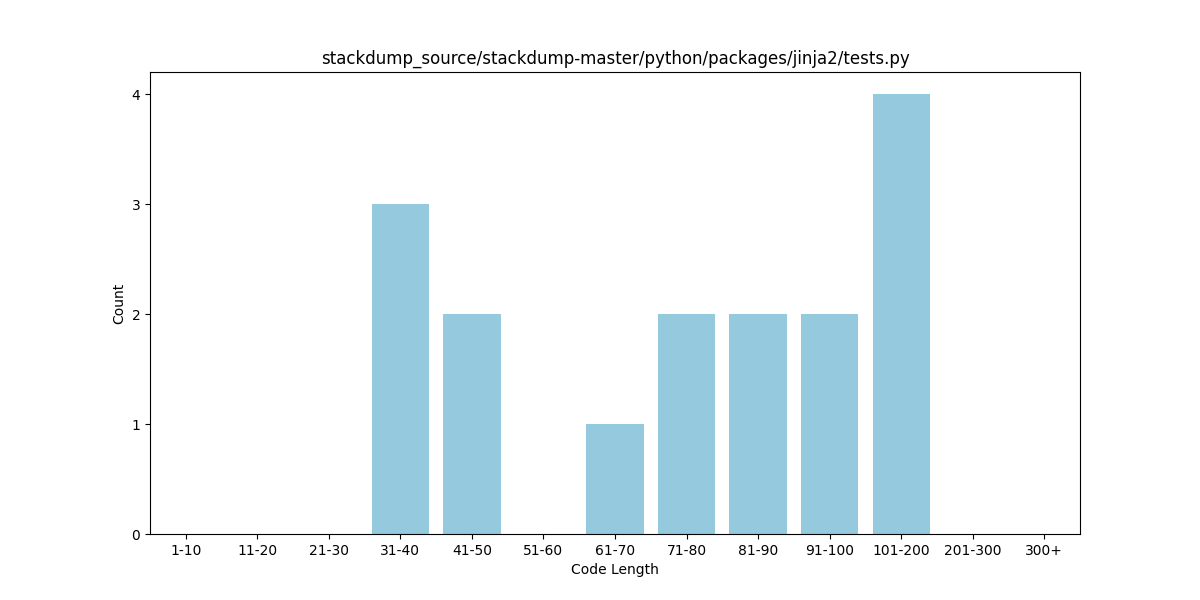 stackdump_source/stackdump-master/python/packages/jinja2/tests.py
4
3
2
1
0
Count
1-10 11-20 21-30 31-40 41-50 51-60 61-70 71-80 81-90 91-100 101-200 201-300 300+
Code Length